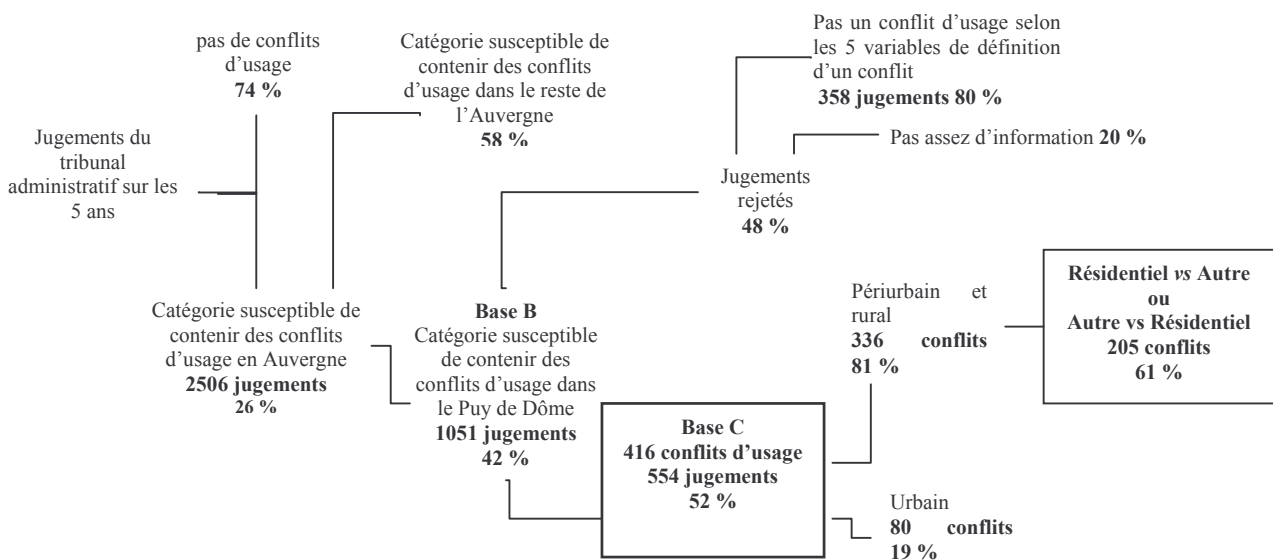 pas de conflits
d'usage
74 %
Catégorie susceptible de
contenir des conflits
d'usage dans le reste de
l'Auvergne
58 %
Pas un conflit d'usage selon
les 5 variables de définition
d'un conflit
358 jugements 80 %
Pas assez d'information 20 %
Jugements du
tribunal
administratif sur les
5 ans
Jugements
rejetés
48 %
Catégorie susceptible de
contenir des conflits
d'usage en Auvergne
2506 jugements
26 %
Base B
Catégorie susceptible
de contenir des
conflits d'usage dans
le Puy de Dôme
1051 jugements
42 %
Base C
416 conflits d'usage
554 jugements
52 %
Périurbain et
rural
336 conflits
81 %
Urbain
80 conflits
19 %
Résidentiel vs Autre
ou
Autre vs Résidentiel
205 conflits
61 %